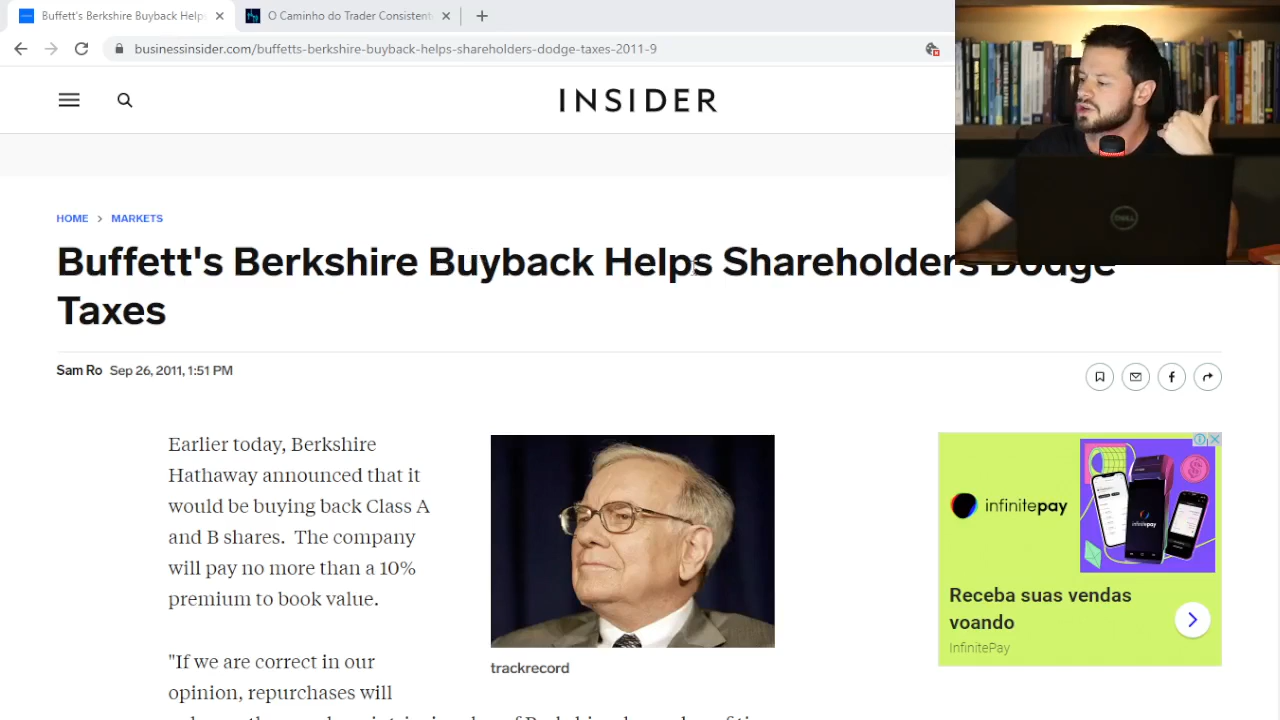 Buffett's Berkshire Buyback Help
O Caminho do Trader Consistent
businessinsider.com/buffetts-berkshire-buyback-helps-shareholders-dodge-taxes-2011-9
INSIDER
DELL
HOME > MARKETS
Buffett's Berkshire Buyback Helps Shareholders Dodge
Taxes
Sam Ro Sep 26, 2011, 1:51 PM
Earlier today, Berkshire
Hathaway announced that it
would be buying back Class A
and B shares. The company
will pay no more than a 10%
premium to book value.
"If we are correct in our
opinion, repurchases will
trackrecord
infinitepay
infinitepay
Receba suas vendas
voando
InfinitePay